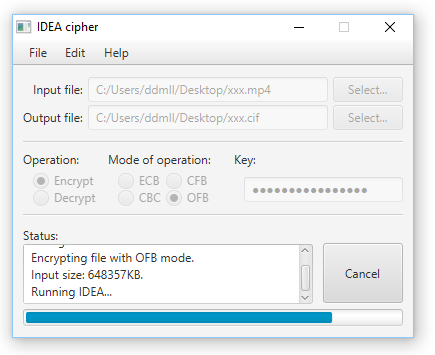 IDEA cipher
File Edit Help
Input file: C:/Users/ddmll/Desktop/xxx.mp4 Select...
Output file: C:/Users/ddmll/Desktop/xxx.cif Select...
Operation: Mode of operation: Key:
Encrypt ECB CFB ●●●●●●●●●●●●●●●●
Decrypt CBC OFB
Status:
Encrypting file with OFB mode.
Input size: 648357KB.
Running IDEA...
Cancel